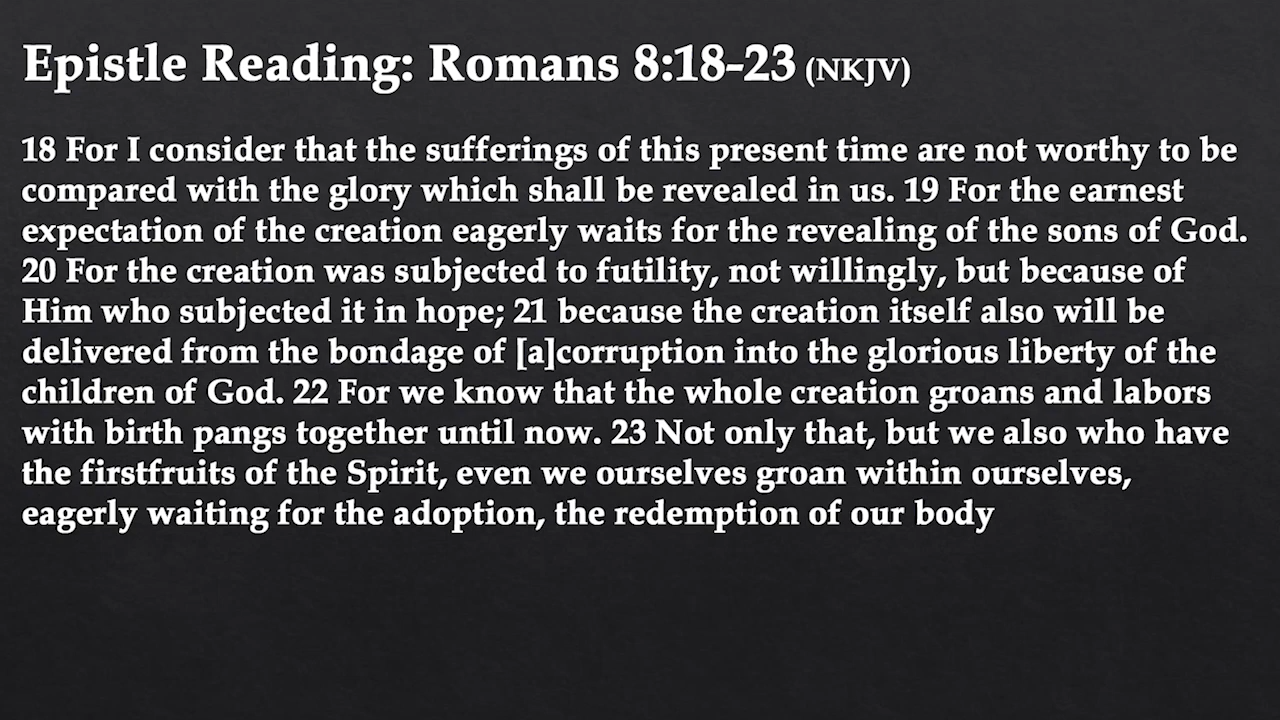 Epistle Reading: Romans 8:18-23 (NKJV)
18 For I consider that the sufferings of this present time are not worthy to be
compared with the glory which shall be revealed in us. 19 For the earnest
expectation of the creation eagerly waits for the revealing of the sons of God.
20 For the creation was subjected to futility, not willingly, but because of
Him who subjected it in hope; 21 because the creation itself also will be
delivered from the bondage of [a]corruption into the glorious liberty of the
children of God. 22 For we know that the whole creation groans and labors
with birth pangs together until now. 23 Not only that, but we also who have
the firstfruits of the Spirit, even we ourselves groan within ourselves,
eagerly waiting for the adoption, the redemption of our body